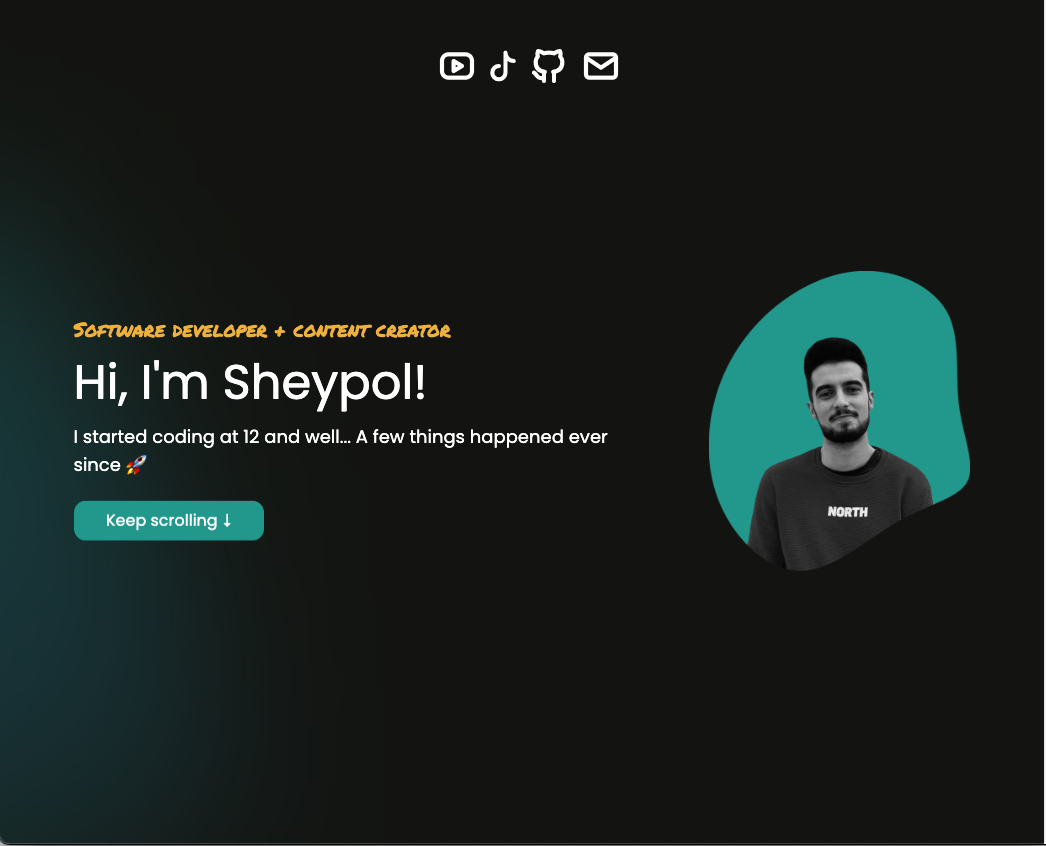 Software developer + content creator
Hi, I'm Sheypol!
I started coding at 12 and well... A few things happened ever
since 🚀
Keep scrolling ↓
NORTH